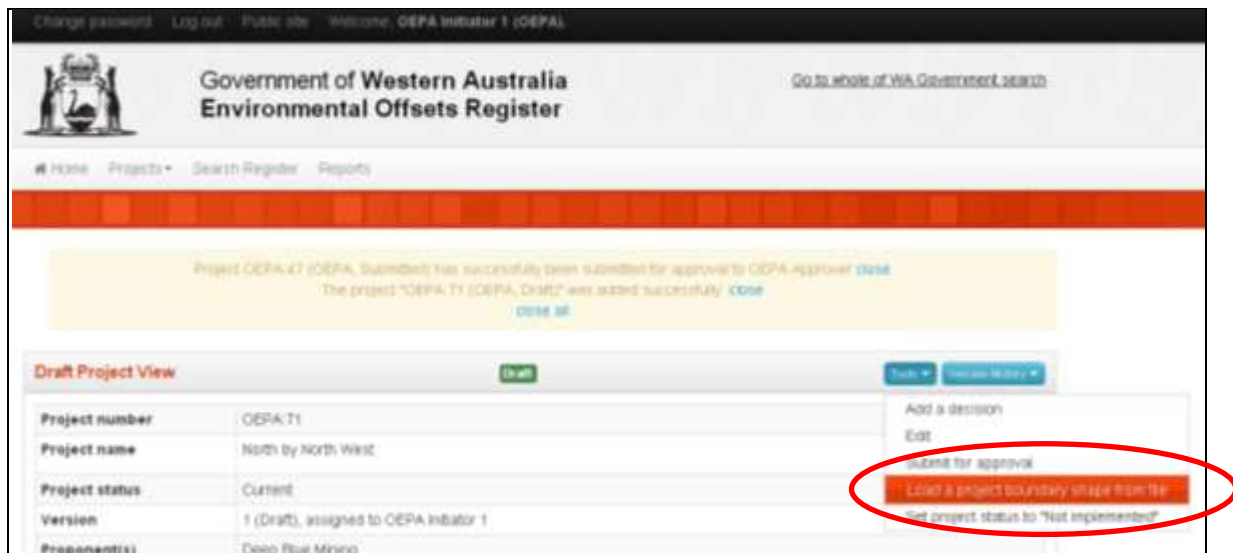 Change password Log out Public site Welcome, OEPA Initiator 1 (OEPA).
Government of Western Australia
Environmental Offsets Register
Go to whole of WA Government search
Home Projects Search Register Reports
Project OEPA:47 (OEPA, Submitted) has successfully been submitted for approval to OEPA Approver close
The project "OEPA:71 (OEPA, Draft)" was added successfully. close
close all
Draft Project View Draft Tools Version History
Project number OEPA:71
Project name North by North West
Project status Current
Version 1 (Draft), assigned to OEPA Initiator 1
Proponent(s) Deep Blue Mining
Add a decision
Edit
Submit for approval
Load a project boundary shape from file
Set project status to "Not implemented"